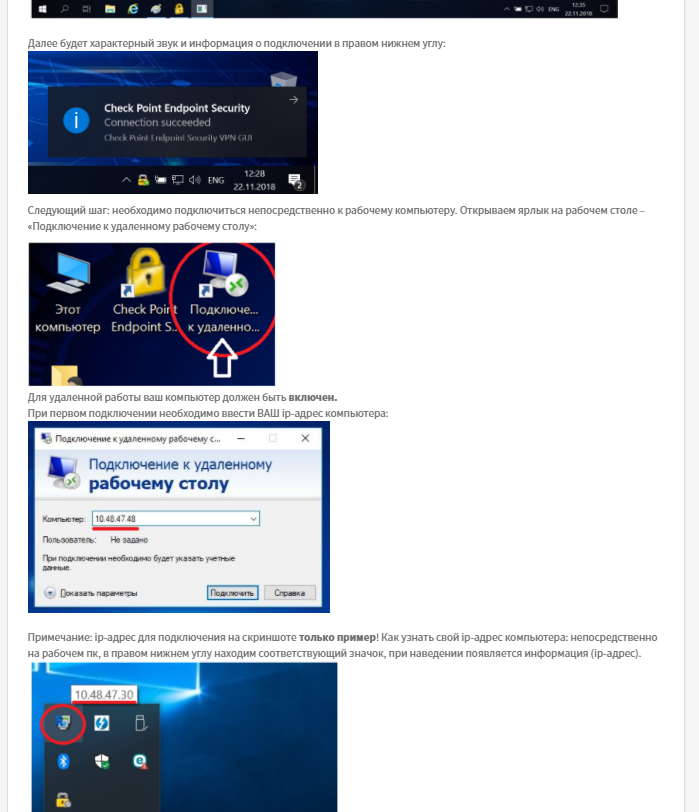 12:35
ENG
22.11.2018
Далее будет характерный звук и информация о подключении в правом нижнем углу:
Check Point Endpoint Security
Connection succeeded
Check Point Endpoint Security VPN GUI
12:28
ENG
22.11.2018
2
Следующий шаг: необходимо подключиться непосредственно к рабочему компьютеру. Открываем ярлык на рабочем столе –
«Подключение к удаленному рабочему столу»:
Этот Check Point Подключе...
компьютер Endpoint S... к удаленно...
Для удаленной работы ваш компьютер должен быть включен.
При первом подключении необходимо ввести ВАШ ip-адрес компьютера:
Подключение к удаленному рабочему с...
Подключение к удаленному
рабочему столу
Компьютер: 10.48.47.48
Пользователь: Не задано
При подключении необходимо будет указать учетные
данные.
Показать параметры Подключить Справка
Примечание: ip-адрес для подключения на скриншоте только пример! Как узнать свой ip-адрес компьютера: непосредственно
на рабочем пк, в правом нижнем углу находим соответствующий значок, при наведении появляется информация (ip-адрес).
10.48.47.30